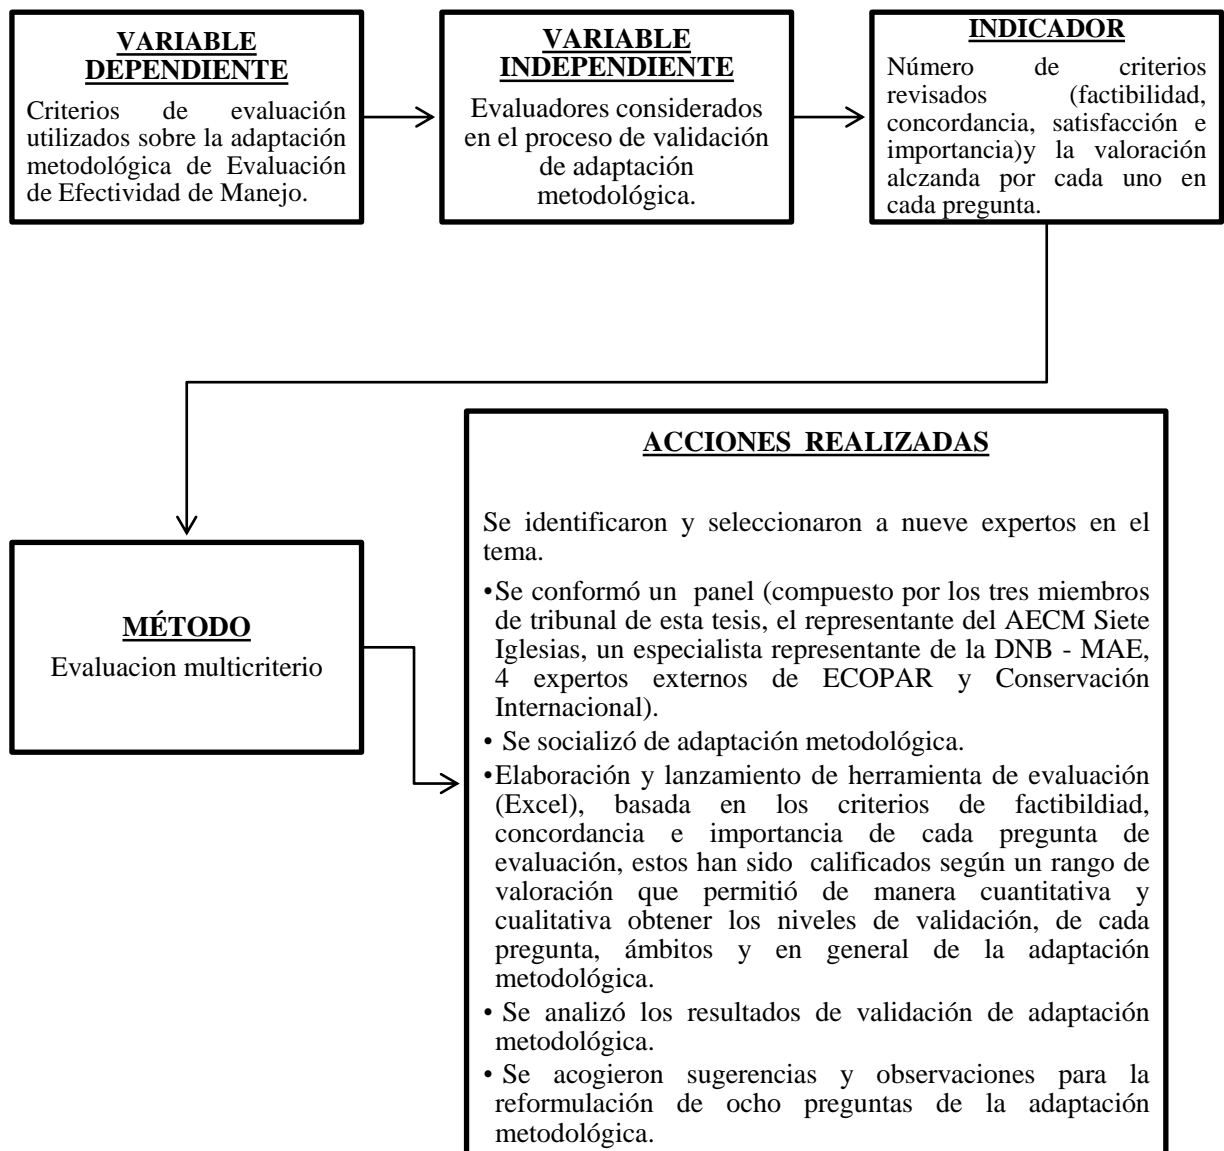 VARIABLE
DEPENDIENTE
Criterios de evaluación
utilizados sobre la adaptación
metodológica de Evaluación
de Efectividad de Manejo.
VARIABLE
INDEPENDIENTE
Evaluadores considerados
en el proceso de validación
de adaptación
metodológica.
INDICADOR
Número de criterios
revisados (factibilidad,
concordancia, satisfacción e
importancia)y la valoración
alczanda por cada uno en
cada pregunta.
MÉTODO
Evaluacion multicriterio
ACCIONES REALIZADAS
Se identificaron y seleccionaron a nueve expertos en el
tema.
•Se conformó un panel (compuesto por los tres miembros
de tribunal de esta tesis, el representante del AECM Siete
Iglesias, un especialista representante de la DNB - MAE,
4 expertos externos de ECOPAR y Conservación
Internacional).
• Se socializó de adaptación metodológica.
•Elaboración y lanzamiento de herramienta de evaluación
(Excel), basada en los criterios de factibildiad,
concordancia e importancia de cada pregunta de
evaluación, estos han sido calificados según un rango de
valoración que permitió de manera cuantitativa y
cualitativa obtener los niveles de validación, de cada
pregunta, ámbitos y en general de la adaptación
metodológica.
• Se analizó los resultados de validación de adaptación
metodológica.
• Se acogieron sugerencias y observaciones para la
reformulación de ocho preguntas de la adaptación
metodológica.